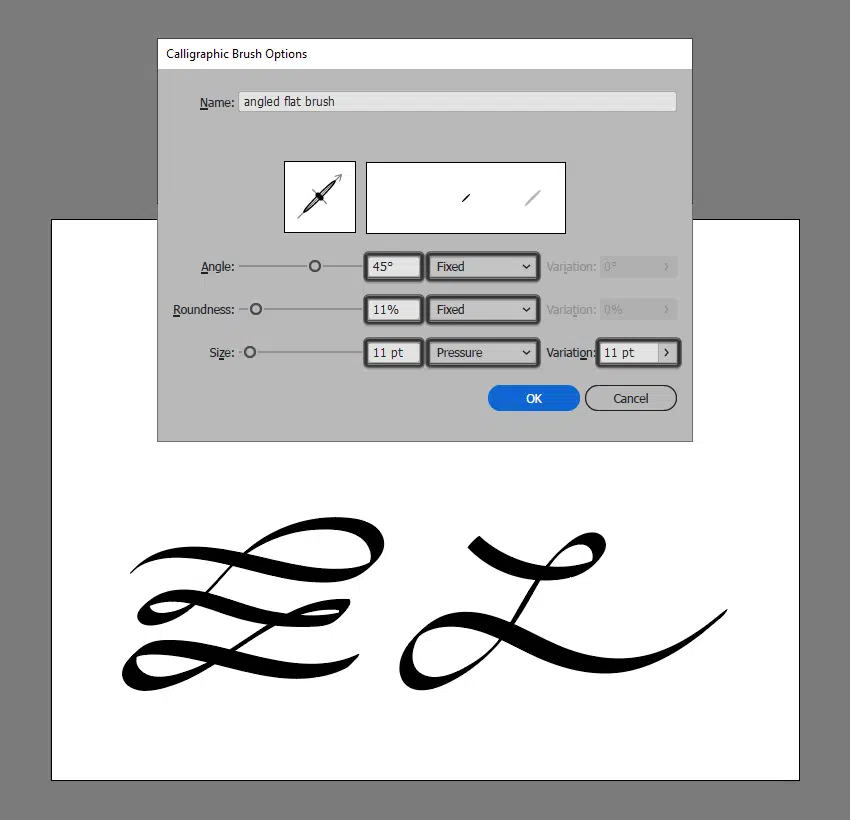 Calligraphic Brush Options
Name: angled flat brush
Angle: 45° Fixed Variation: 0°
Roundness: 11% Fixed Variation: 0%
Size: 11 pt Pressure Variation: 11 pt
OK Cancel